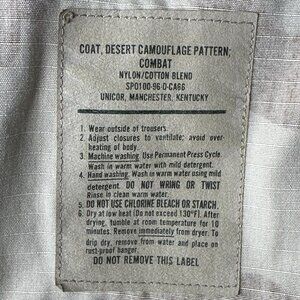 COAT, DESERT CAMOUFLAGE PATTERN:
COMBAT
NYLON/COTTON BLEND
SPO100-96-D-CA66
UNICOR, MANCHESTER, KENTUCKY
1. Wear outside of trousers.
2. Adjust closures to ventilate; avoid over-
heating of body.
3. Machine washing. Use Permanent Press Cycle.
Wash in warm water with mild detergent.
4. Hand washing. Wash in warm water using mild
detergent. DO NOT WRING OR TWIST
Rinse in clean warm water.
5. DO NOT USE CHLORINE BLEACH OR STARCH.
6. Dry at low heat (Do not exceed 130°F). After
drying, tumble at room temperature for 10
minutes. Remove immediately from dryer. To
drip dry, remove from water and place on
rust-proof hanger.
DO NOT REMOVE THIS LABEL